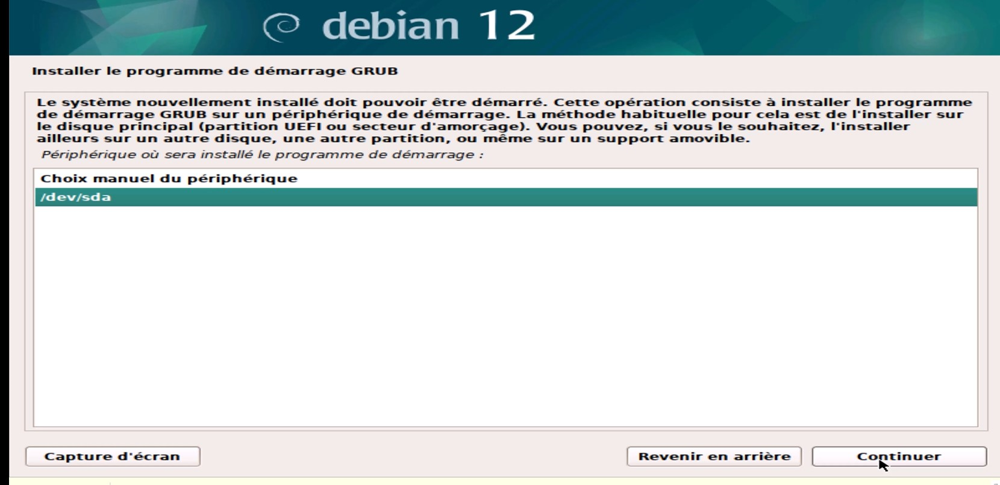 debian 12
Installer le programme de démarrage GRUB
Le système nouvellement installé doit pouvoir être démarré. Cette opération consiste à installer le programme
de démarrage GRUB sur un périphérique de démarrage. La méthode habituelle pour cela est de l'installer sur
le disque principal (partition UEFI ou secteur d'amorçage). Vous pouvez, si vous le souhaitez, l'installer
ailleurs sur un autre disque, une autre partition, ou même sur un support amovible.
Périphérique où sera installé le programme de démarrage :
Choix manuel du périphérique
/dev/sda
Capture d'écran
Revenir en arrière
Continuer